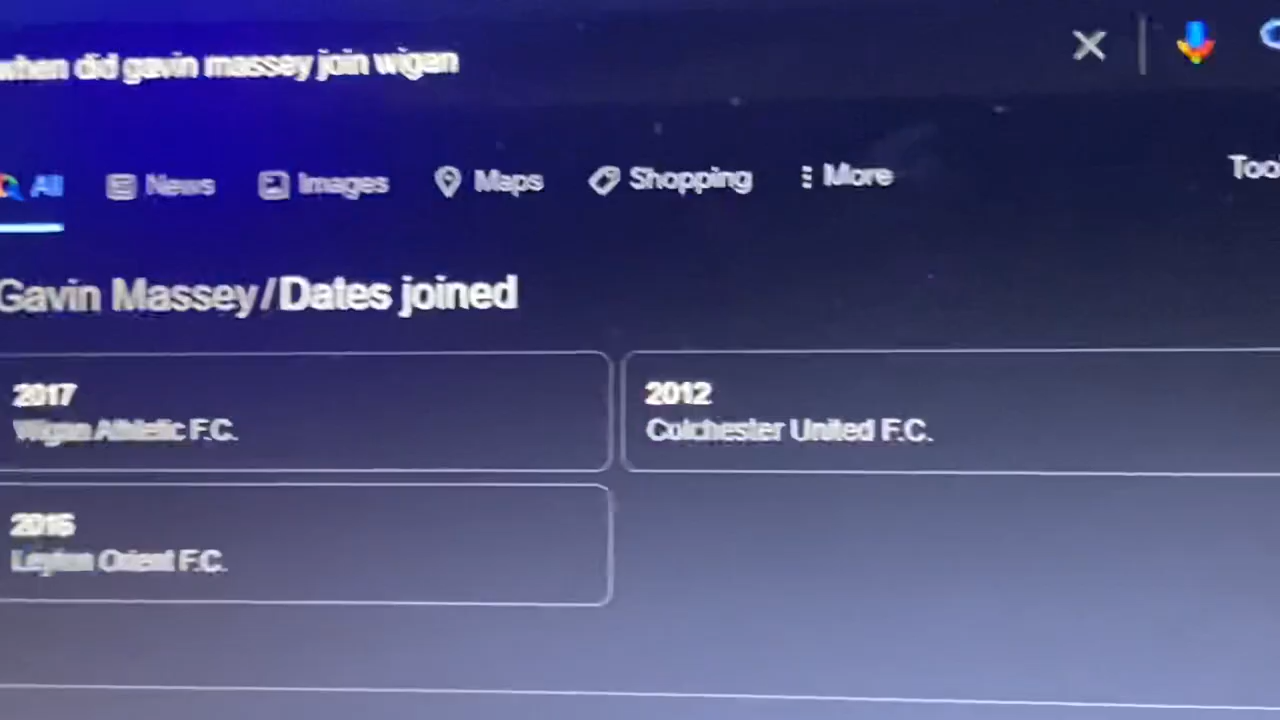 when did gavin massey join wigan
All News Images Maps Shopping More
Too
Gavin Massey/Dates joined
2017
Wigan Athletic F.C.
2012
Colchester United F.C.
Leyton Orient F.C.